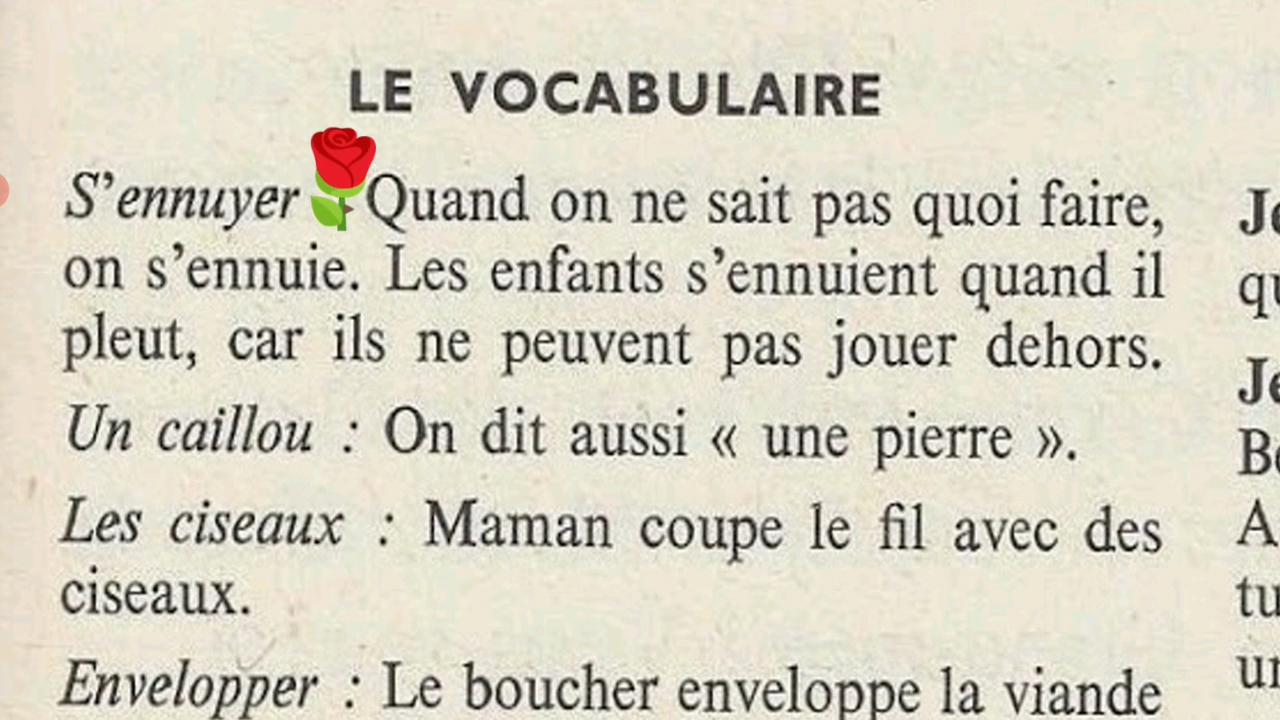 LE VOCABULAIRE
S'ennuyer Quand on ne sait pas quoi faire,
on s'ennuie. Les enfants s'ennuient quand il
pleut, car ils ne peuvent pas jouer dehors.
Un caillou : On dit aussi « une pierre ».
Les ciseaux : Maman coupe le fil avec des
ciseaux.
Envelopper : Le boucher enveloppe la viande